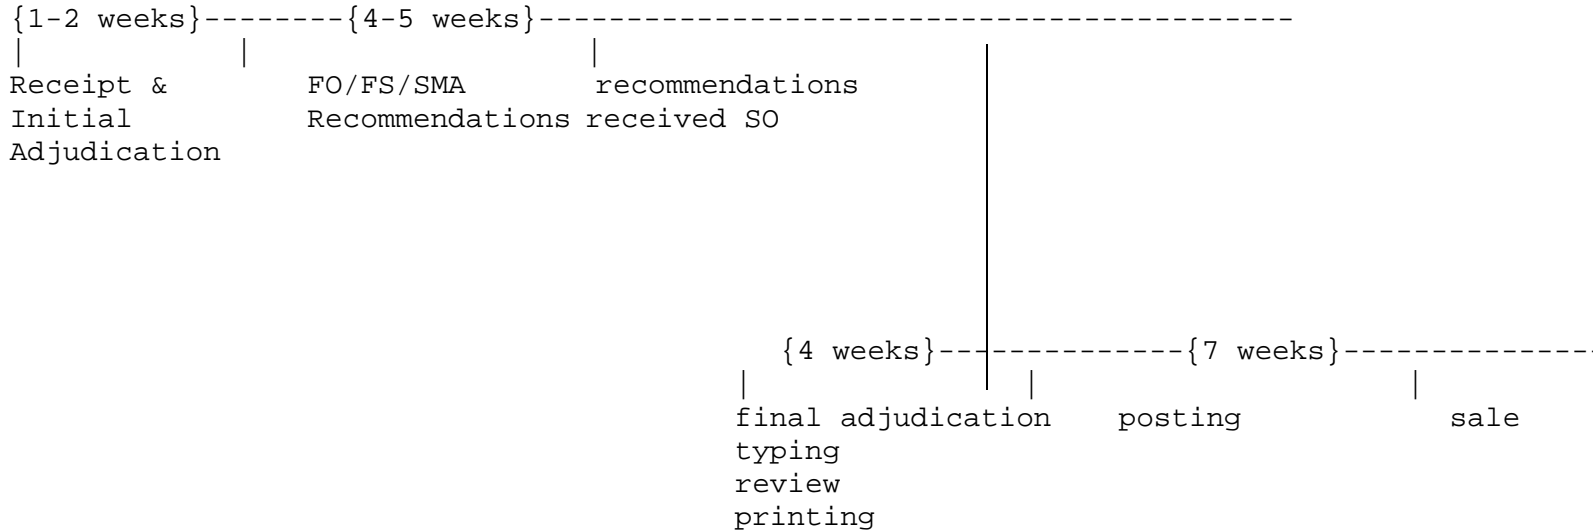 {1-2 weeks}--------{4-5 weeks}-------------------------------------------
| | |
Receipt & FO/FS/SMA recommendations
Initial Recommendations received SO
Adjudication
{4 weeks}--------------{7 weeks}---------------
| | |
final adjudication posting sale
typing
review
printing